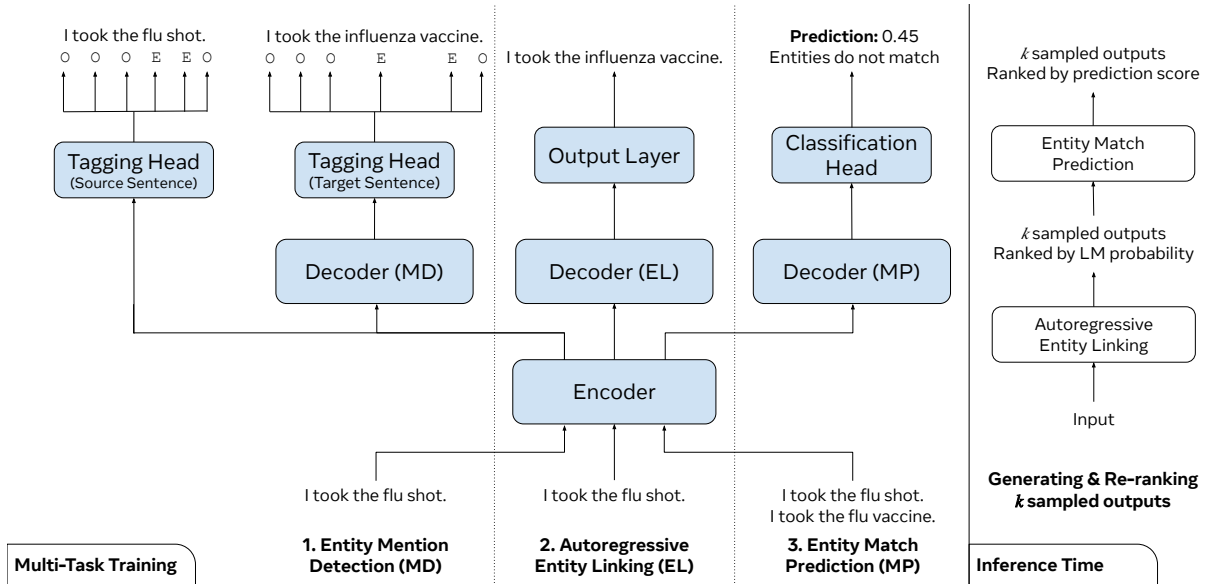 I took the flu shot.
O O O E E O
Tagging Head
(Source Sentence)
I took the influenza vaccine.
O O O E E O
Tagging Head
(Target Sentence)
Decoder (MD)
I took the influenza vaccine.
Output Layer
Decoder (EL)
Prediction: 0.45
Entities do not match
Classification
Head
Decoder (MP)
Encoder
I took the flu shot.
1. Entity Mention
Detection (MD)
I took the flu shot.
2. Autoregressive
Entity Linking (EL)
I took the flu shot.
I took the flu vaccine.
3. Entity Match
Prediction (MP)
Multi-Task Training
k sampled outputs
Ranked by prediction score
Entity Match
Prediction
k sampled outputs
Ranked by LM probability
Autoregressive
Entity Linking
Input
Generating & Re-ranking
k sampled outputs
Inference Time